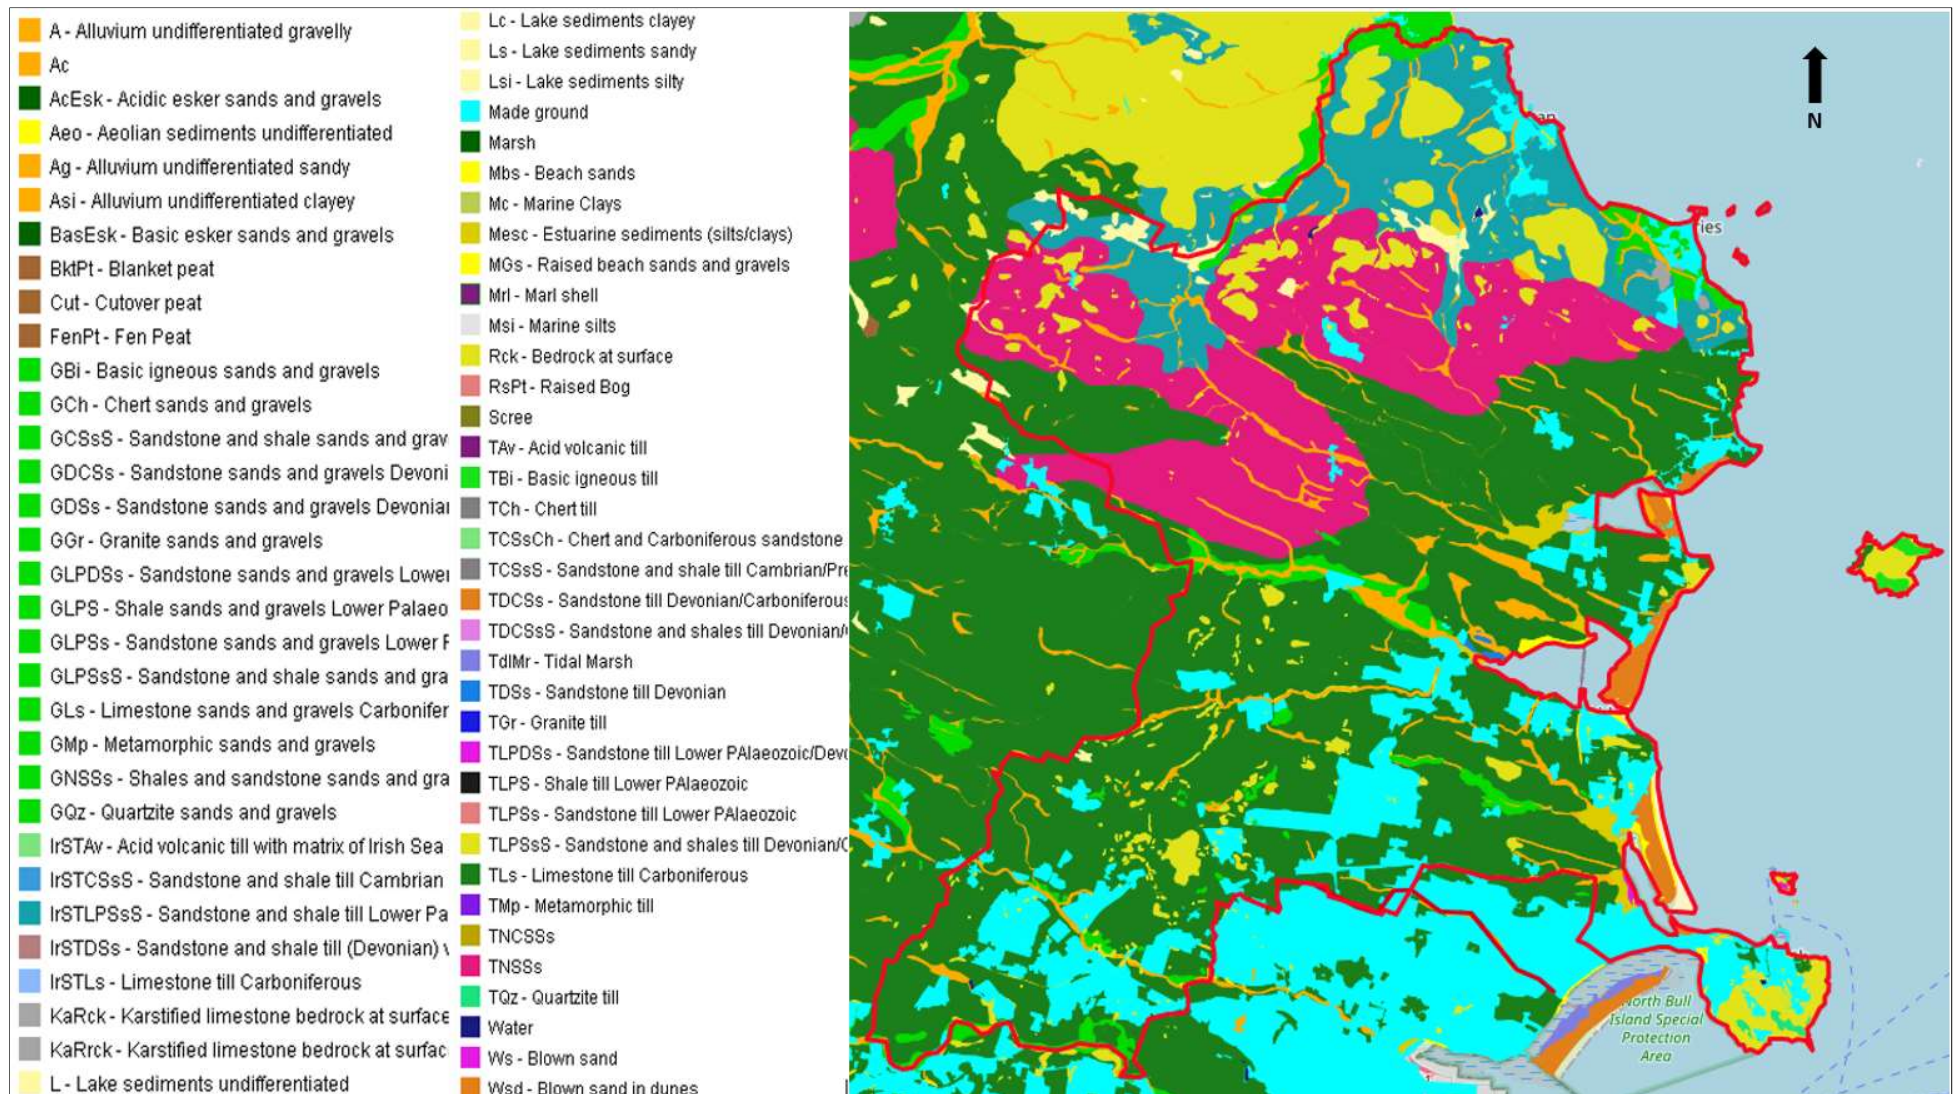 A - Alluvium undifferentiated gravelly
Ac
AcEsk - Acidic esker sands and gravels
Aeo - Aeolian sediments undifferentiated
Ag - Alluvium undifferentiated sandy
Asi - Alluvium undifferentiated clayey
BasEsk - Basic esker sands and gravels
BktPt - Blanket peat
Cut - Cutover peat
FenPt - Fen Peat
GBi - Basic igneous sands and gravels
GCh - Chert sands and gravels
GCSsS - Sandstone and shale sands and grav
GDCSs - Sandstone sands and gravels Devoni
GDSs - Sandstone sands and gravels Devonia
GGr - Granite sands and gravels
GLPDSs - Sandstone sands and gravels Lower
GLPS - Shale sands and gravels Lower Palaeo
GLPSs - Sandstone sands and gravels Lower
GLPSsS - Sandstone and shale sands and gra
GLs - Limestone sands and gravels Carbonifer
GMp - Metamorphic sands and gravels
GNSSs - Shales and sandstone sands and gra
GQz - Quartzite sands and gravels
IrSTAv - Acid volcanic till with matrix of Irish Sea
IrSTCSsS - Sandstone and shale till Cambrian
IrSTLPSsS - Sandstone and shale till Lower Pa
IrSTDSs - Sandstone and shale till (Devonian)
IrSTLs - Limestone till Carboniferous
KaRck - Karstified limestone bedrock at surface
KaRrck - Karstified limestone bedrock at surfac
L - Lake sediments undifferentiated
Lc - Lake sediments clayey
Ls - Lake sediments sandy
Lsi - Lake sediments silty
Made ground
Marsh
Mbs - Beach sands
Mc - Marine Clays
Mesc - Estuarine sediments (silts/clays)
MGs - Raised beach sands and gravels
Mrl - Marl shell
Msi - Marine silts
Rck - Bedrock at surface
RsPt - Raised Bog
Scree
TAv - Acid volcanic till
TBi - Basic igneous till
TCh - Chert till
TCSsCh - Chert and Carboniferous sandstone
TCSsS - Sandstone and shale till Cambrian/Pre
TDCSs - Sandstone till Devonian/Carboniferous
TDCSsS - Sandstone and shales till Devonian/
TdlMr - Tidal Marsh
TDSs - Sandstone till Devonian
TGr - Granite till
TLPDSs - Sandstone till Lower PAlaeozoic/Devo
TLPS - Shale till Lower PAlaeozoic
TLPSs - Sandstone till Lower PAlaeozoic
TLPSsS - Sandstone and shales till Devonian/C
TLs - Limestone till Carboniferous
TMp - Metamorphic till
TNCSSs
TNSSs
TQz - Quartzite till
Water
Ws - Blown sand
Wsd - Blown sand in dunes
N
ies
North Bull
Island Special
Protection
Area